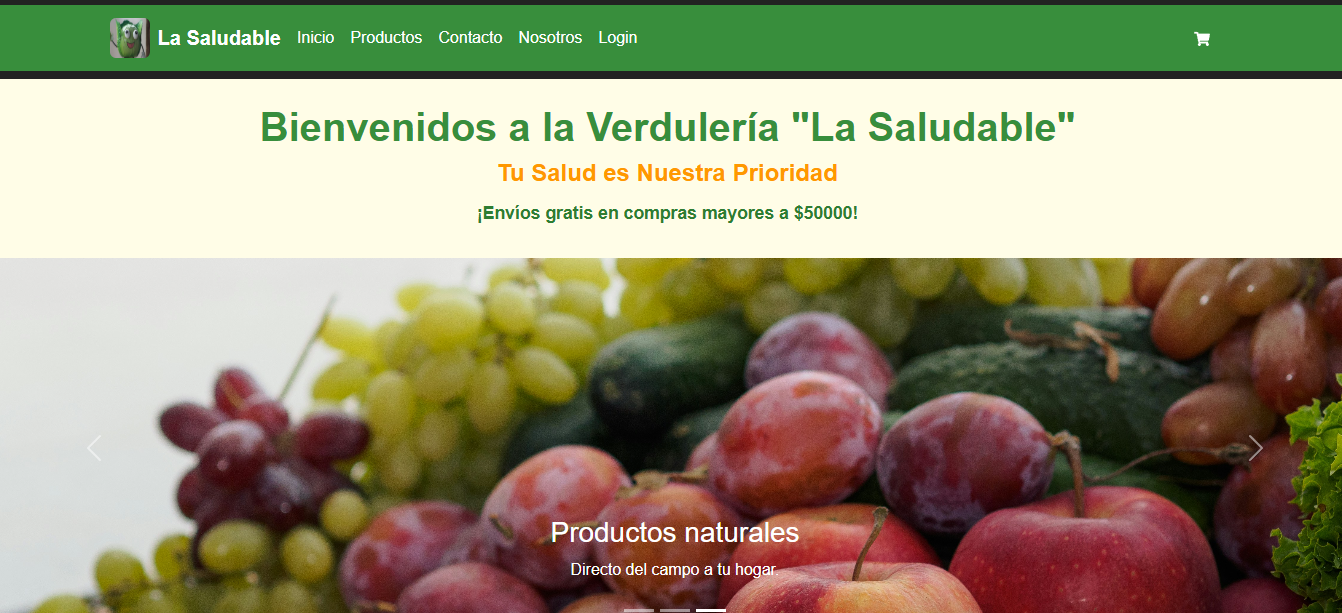 La Saludable Inicio Productos Contacto Nosotros Login
Bienvenidos a la Verdulería "La Saludable"
Tu Salud es Nuestra Prioridad
¡Envíos gratis en compras mayores a $50000!
Productos naturales
Directo del campo a tu hogar.